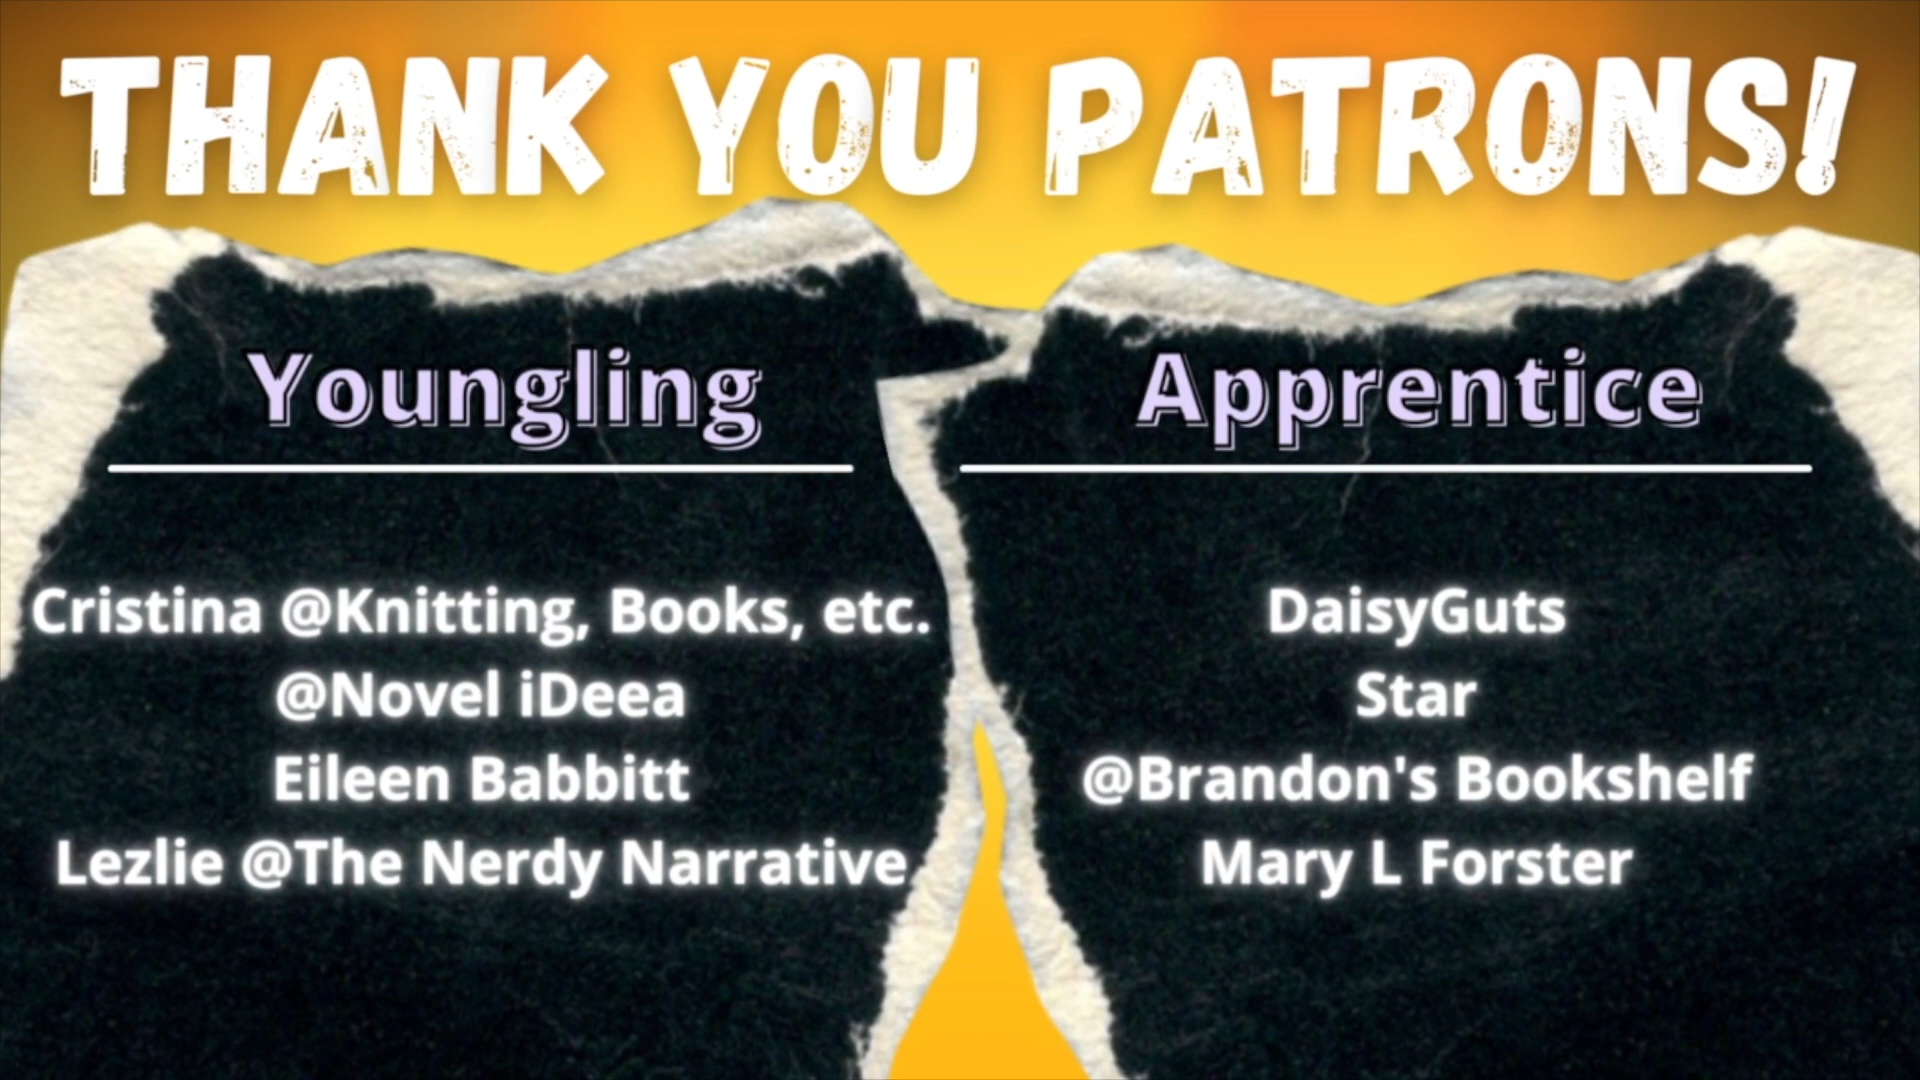 THANK YOU PATRONS!
Youngling
Cristina @Knitting, Books, etc.
@Novel iDeea
Eileen Babbitt
Lezlie @The Nerdy Narrative
Apprentice
DaisyGuts
Star
@Brandon's Bookshelf
Mary L Forster